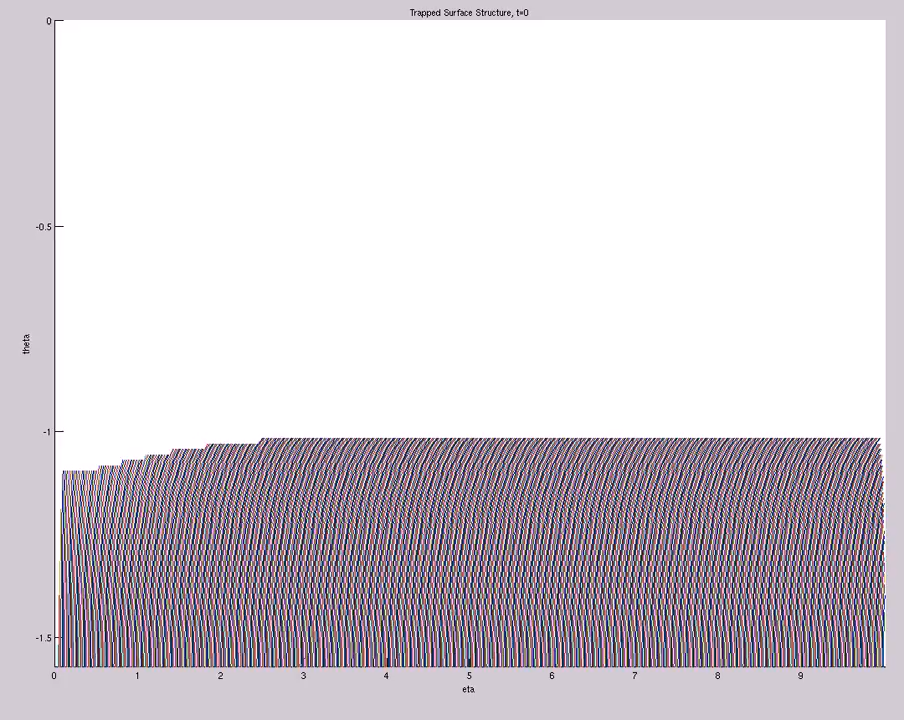 Trapped Surface Structure, t=0
0
-0.5
theta
-1
-1.5
0 1 2 3 4 5 6 7 8 9
eta